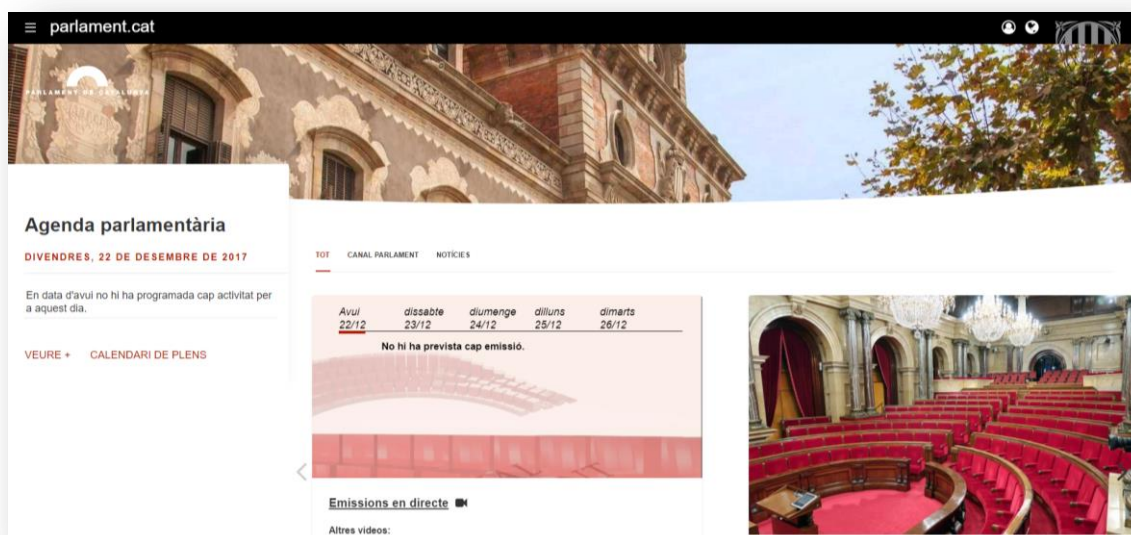 parlament.cat
PARLAMENT DE CATALUNYA
Agenda parlamentària
DIVENDRES, 22 DE DESEMBRE DE 2017
En data d'avui no hi ha programada cap activitat per
a aquest dia.
VEURE + CALENDARI DE PLENS
TOT CANAL PARLAMENT NOTÍCIES
Avui dissabte diumenge dilluns dimarts
22/12 23/12 24/12 25/12 26/12
No hi ha prevista cap emissió.
Emissions en directe
Altres videos: